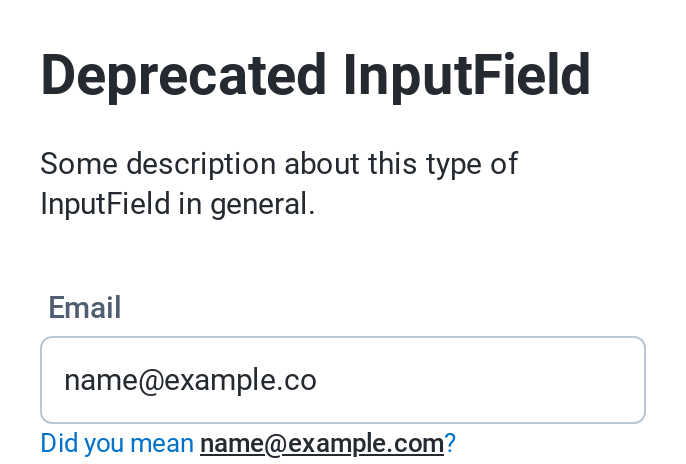 Deprecated InputField
Some description about this type of
InputField in general.
Email
name@example.co
Did you mean name@example.com?